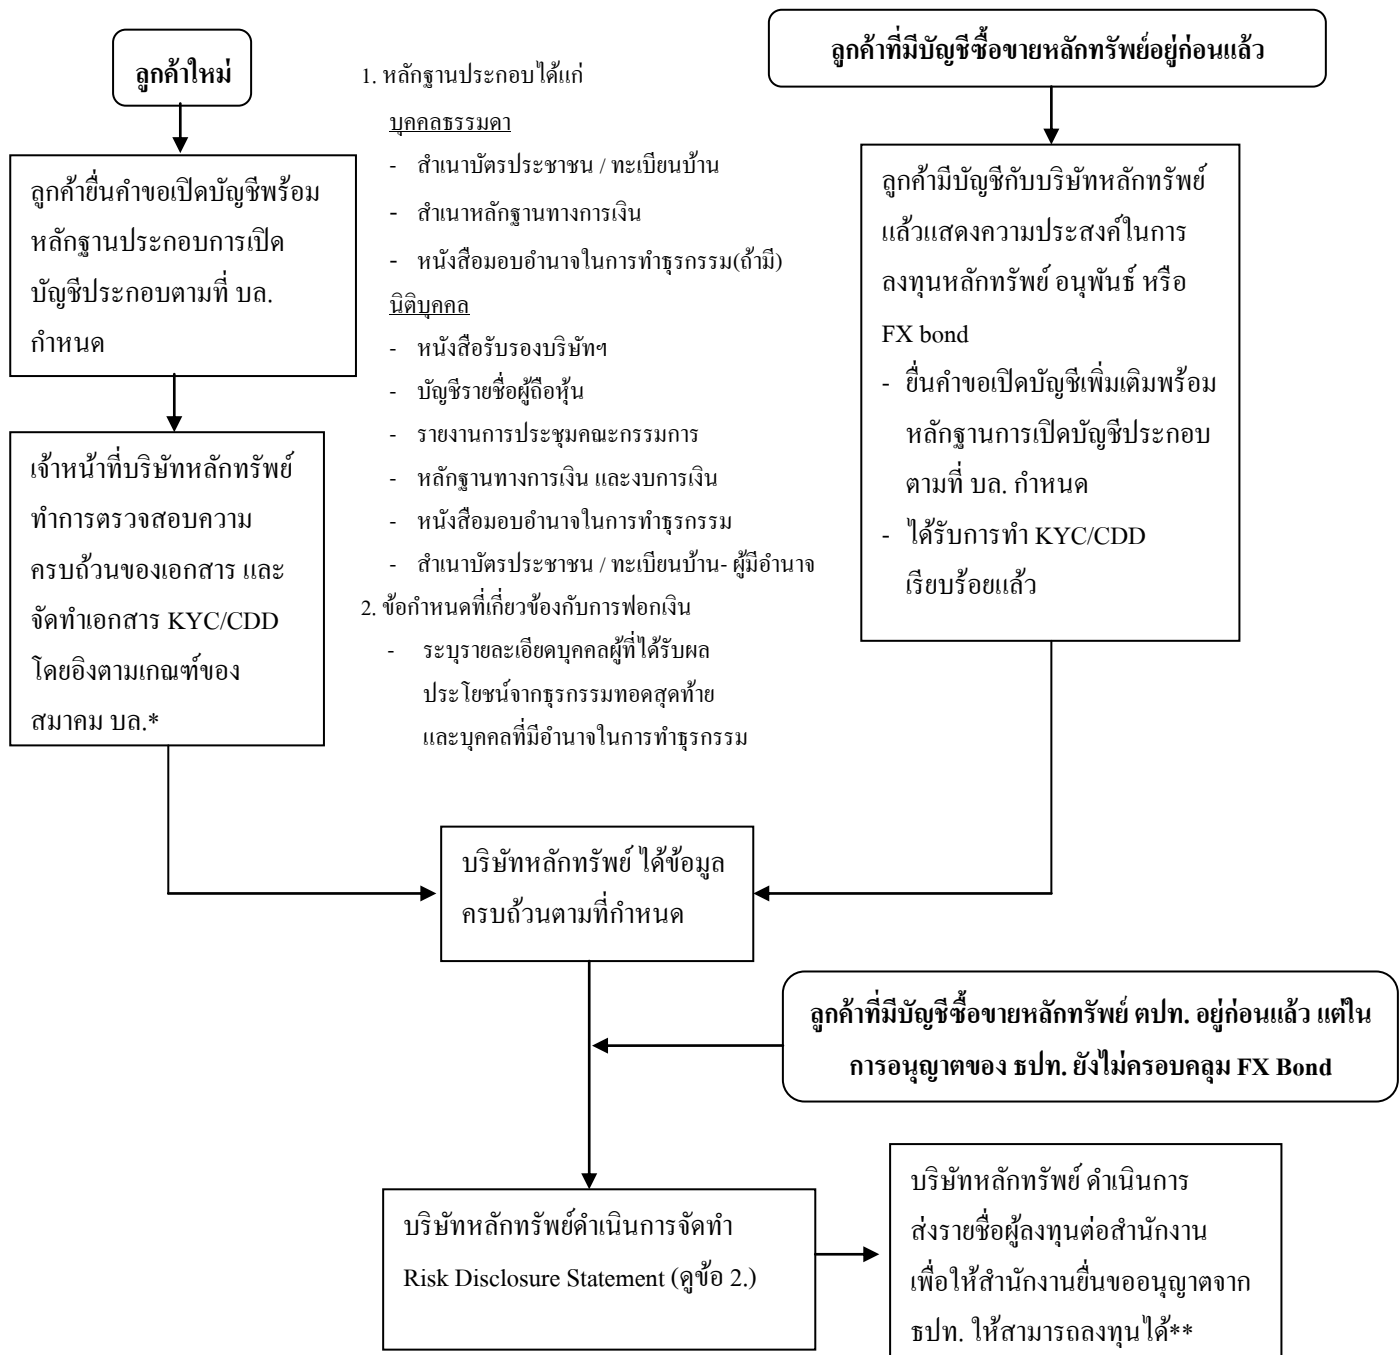 ลูกค้าใหม่
ลูกค้ายื่นคำขอเปิดบัญชีพร้อม
หลักฐานประกอบการเปิด
บัญชีประกอบตามที่ บล.
กำหนด
เจ้าหน้าที่บริษัทหลักทรัพย์
ทำการตรวจสอบความ
ครบถ้วนของเอกสาร และ
จัดทำเอกสาร KYC/CDD
โดยอิงตามเกณฑ์ของ
สมาคม บล.*
1. หลักฐานประกอบได้แก่
บุคคลธรรมดา
- สำเนาบัตรประชาชน / ทะเบียนบ้าน
- สำเนาหลักฐานทางการเงิน
- หนังสือมอบอำนาจในการทำธุรกรรม(ถ้ามี)
นิติบุคคล
- หนังสือรับรองบริษัทฯ
- บัญชีรายชื่อผู้ถือหุ้น
- รายงานการประชุมคณะกรรมการ
- หลักฐานทางการเงิน และงบการเงิน
- หนังสือมอบอำนาจในการทำธุรกรรม
- สำเนาบัตรประชาชน / ทะเบียนบ้าน- ผู้มีอำนาจ
2. ข้อกำหนดที่เกี่ยวข้องกับการฟอกเงิน
- ระบุรายละเอียดบุคคลผู้ที่ได้รับผล
ประโยชน์จากธุรกรรมทอดสุดท้าย
และบุคคลที่มีอำนาจในการทำธุรกรรม
ลูกค้าที่มีบัญชีซื้อขายหลักทรัพย์อยู่ก่อนแล้ว
ลูกค้ามีบัญชีกับบริษัทหลักทรัพย์
แล้วแสดงความประสงค์ในการ
ลงทุนหลักทรัพย์ อนุพันธ์ หรือ
FX bond
- ยื่นคำขอเปิดบัญชีเพิ่มเติมพร้อม
หลักฐานการเปิดบัญชีประกอบ
ตามที่ บล. กำหนด
- ได้รับการทำ KYC/CDD
เรียบร้อยแล้ว
บริษัทหลักทรัพย์ ได้ข้อมูล
ครบถ้วนตามที่กำหนด
ลูกค้าที่มีบัญชีซื้อขายหลักทรัพย์ ตปท. อยู่ก่อนแล้ว แต่ใน
การอนุญาตของ ธปท. ยังไม่ครอบคลุม FX Bond
บริษัทหลักทรัพย์ดำเนินการจัดทำ
Risk Disclosure Statement (ดูข้อ 2.)
บริษัทหลักทรัพย์ ดำเนินการ
ส่งรายชื่อผู้ลงทุนต่อสำนักงาน
เพื่อให้สำนักงานยื่นขออนุญาตจาก
ธปท. ให้สามารถลงทุนได้**